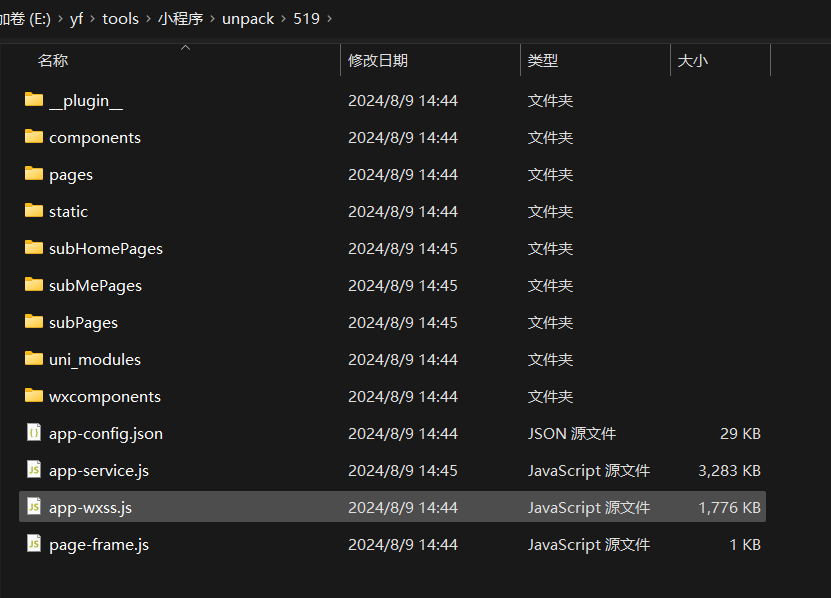 加卷 (E:) › yf › tools › 小程序 › unpack › 519 ›
名称 修改日期 类型 大小
__plugin__ 2024/8/9 14:44 文件夹
components 2024/8/9 14:44 文件夹
pages 2024/8/9 14:44 文件夹
static 2024/8/9 14:44 文件夹
subHomePages 2024/8/9 14:45 文件夹
subMePages 2024/8/9 14:45 文件夹
subPages 2024/8/9 14:45 文件夹
uni_modules 2024/8/9 14:44 文件夹
wxcomponents 2024/8/9 14:44 文件夹
app-config.json 2024/8/9 14:44 JSON 源文件 29 KB
app-service.js 2024/8/9 14:45 JavaScript 源文件 3,283 KB
app-wxss.js 2024/8/9 14:44 JavaScript 源文件 1,776 KB
page-frame.js 2024/8/9 14:44 JavaScript 源文件 1 KB